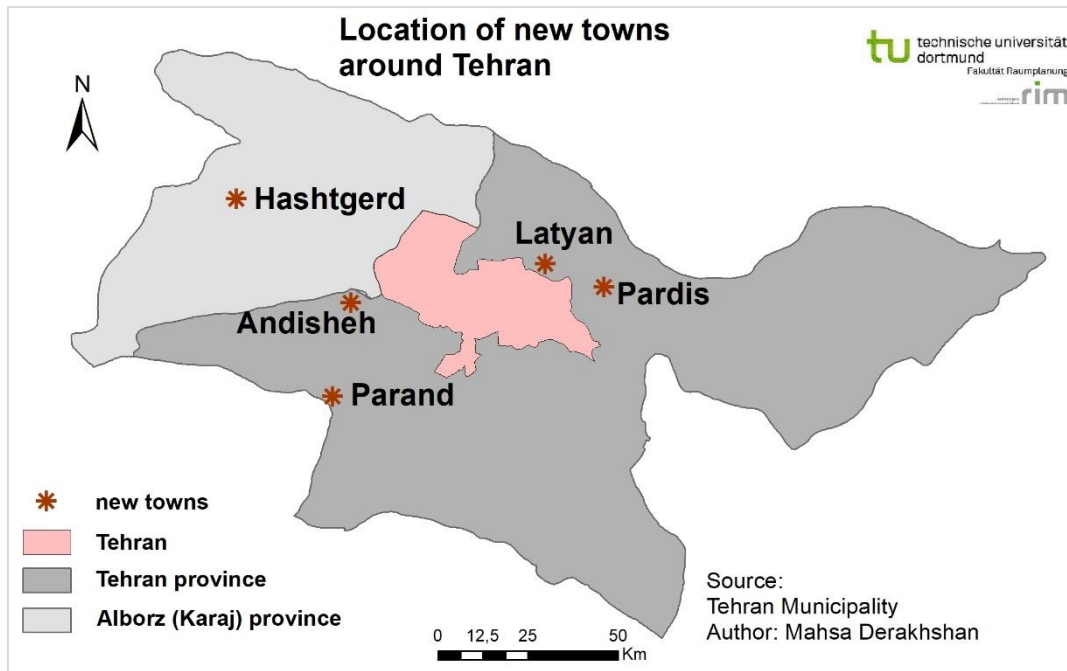 Location of new towns
around Tehran
tu technische universität
dortmund
Fakultät Raumplanung
rim
N
Hashtgerd
Latyan
Pardis
Andisheh
Parand
new towns
Tehran
Tehran province
Alborz (Karaj) province
0 12,5 25 50
Km
Source:
Tehran Municipality
Author: Mahsa Derakhshan